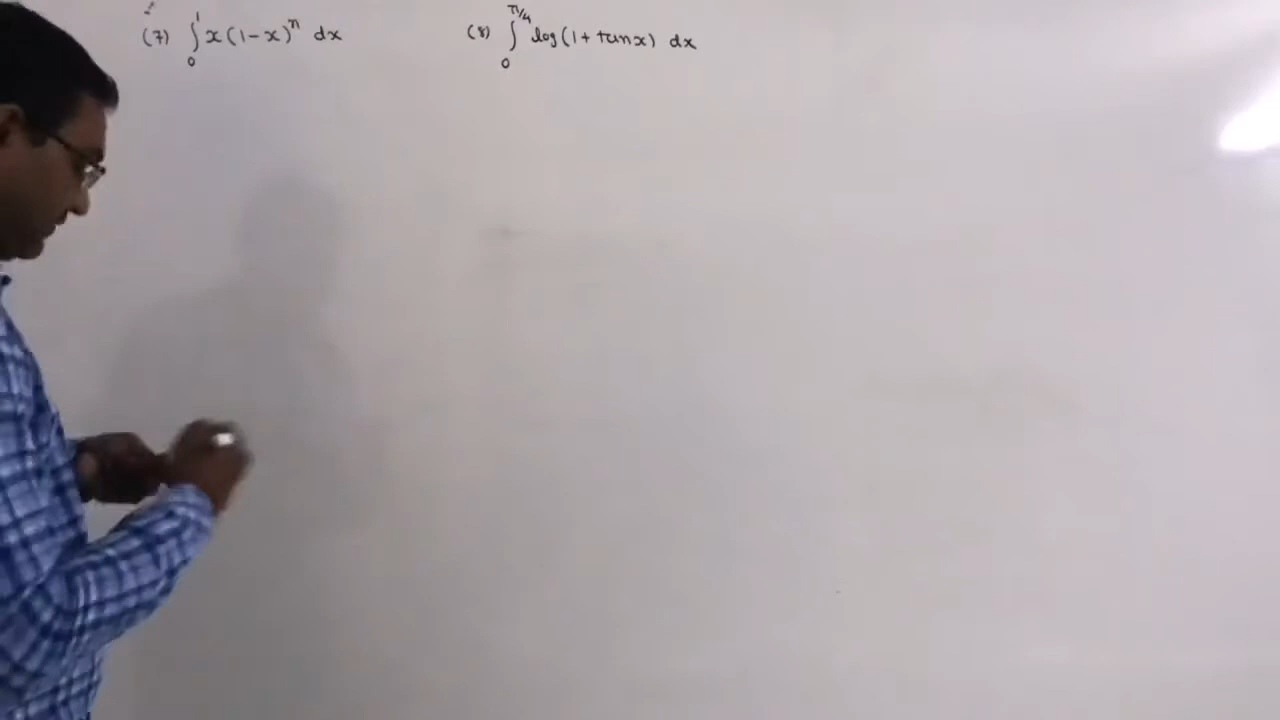 (7) ∫₀¹ x(1-x)ⁿ dx
(8) ∫₀^(π/4) log(1+tanx) dx